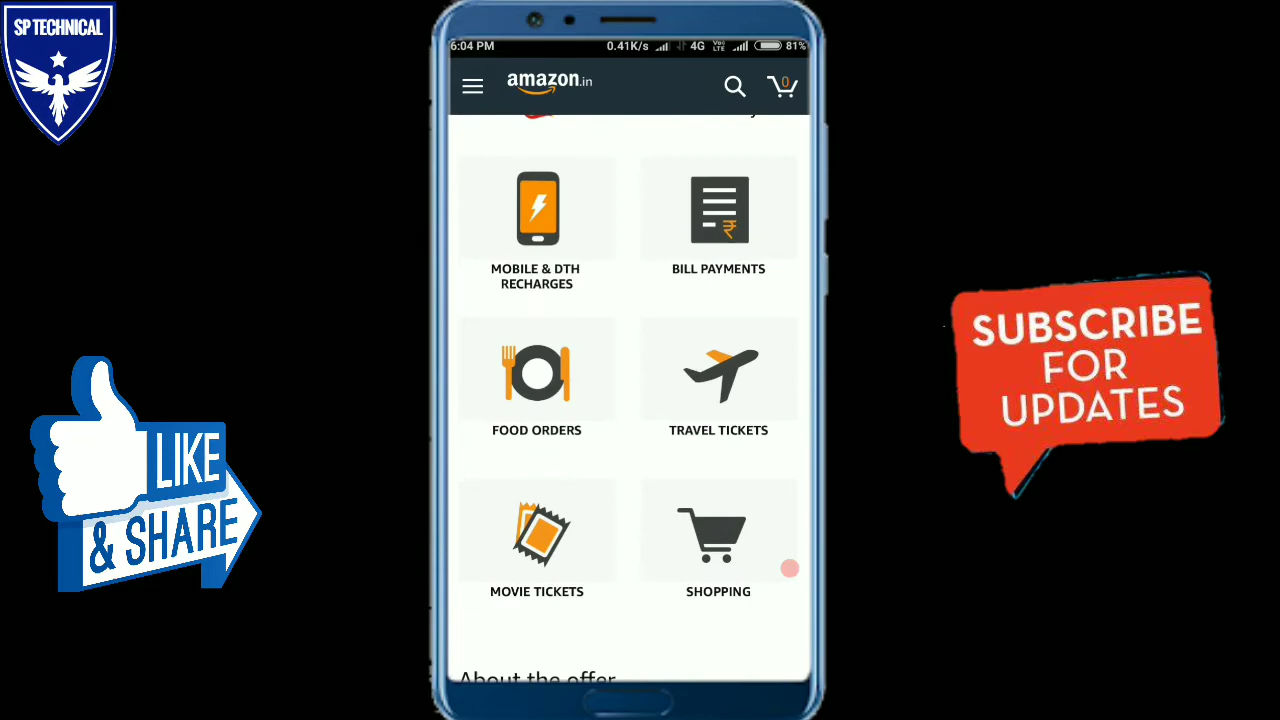 SP TECHNICAL
6:04 PM 0.41K/s 4G VoLTE 81%
amazon.in
0
MOBILE & DTH
RECHARGES
BILL PAYMENTS
FOOD ORDERS
TRAVEL TICKETS
MOVIE TICKETS
SHOPPING
About the offer
LIKE
& SHARE
SUBSCRIBE
FOR
UPDATES